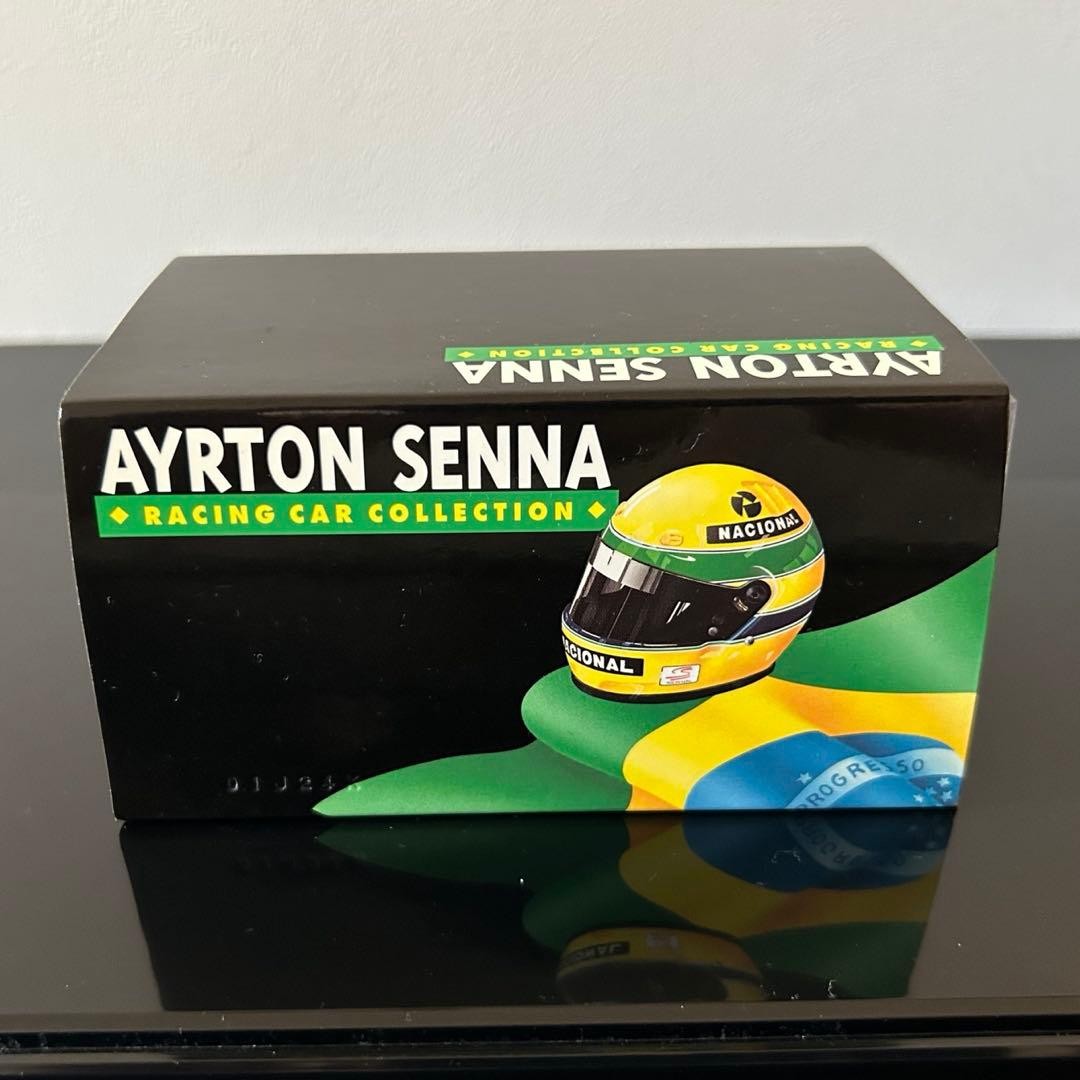 AYRTON SENNA
◆ RACING CAR COLLECTION ◆
AYRTON SENNA
◆ RACING CAR COLLECTION ◆
NACIONAL
NACIONAL
S
PROGRESSO